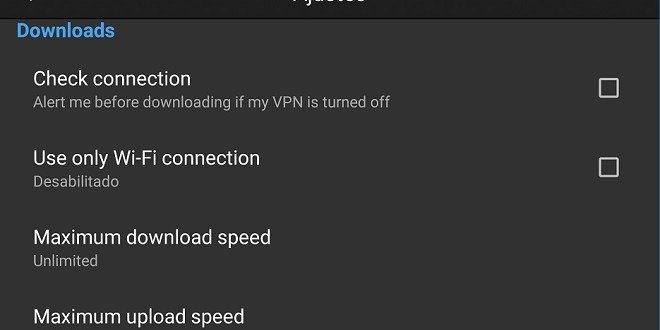 Downloads
Check connection
Alert me before downloading if my VPN is turned off
Use only Wi-Fi connection
Desabilitado
Maximum download speed
Unlimited
Maximum upload speed